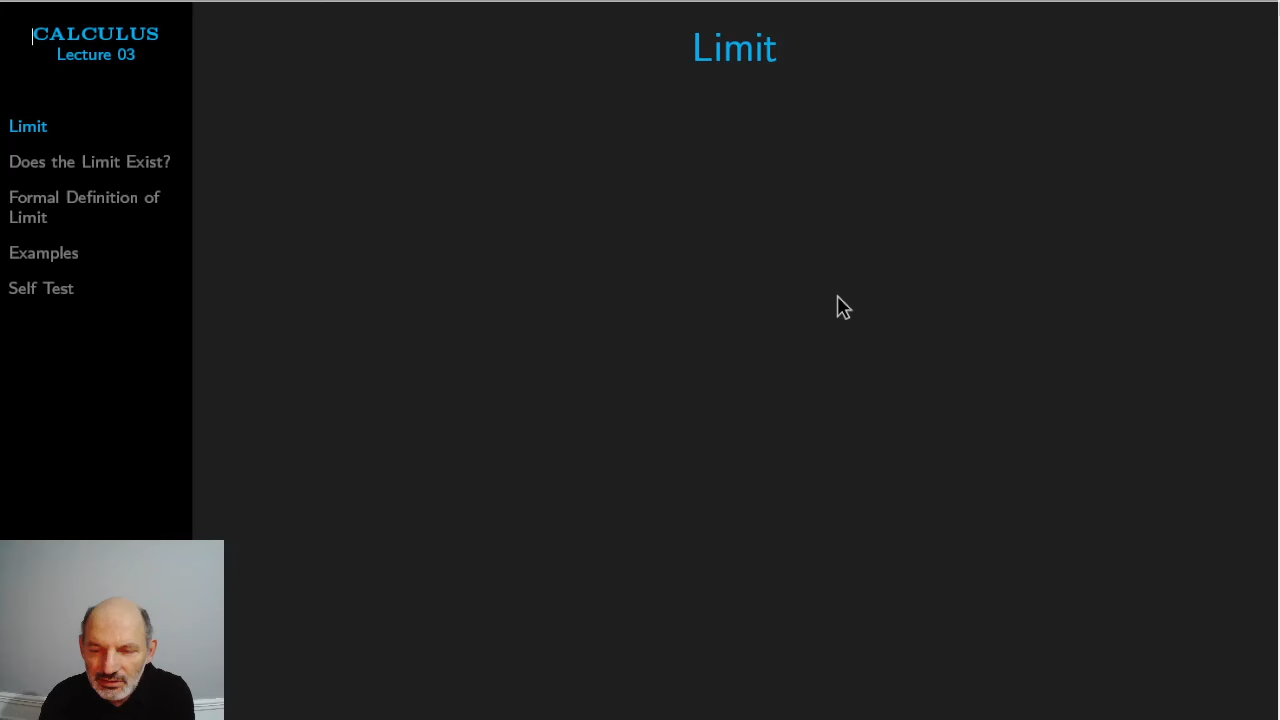 CALCULUS
Lecture 03
Limit
Does the Limit Exist?
Formal Definition of
Limit
Examples
Self Test
Limit